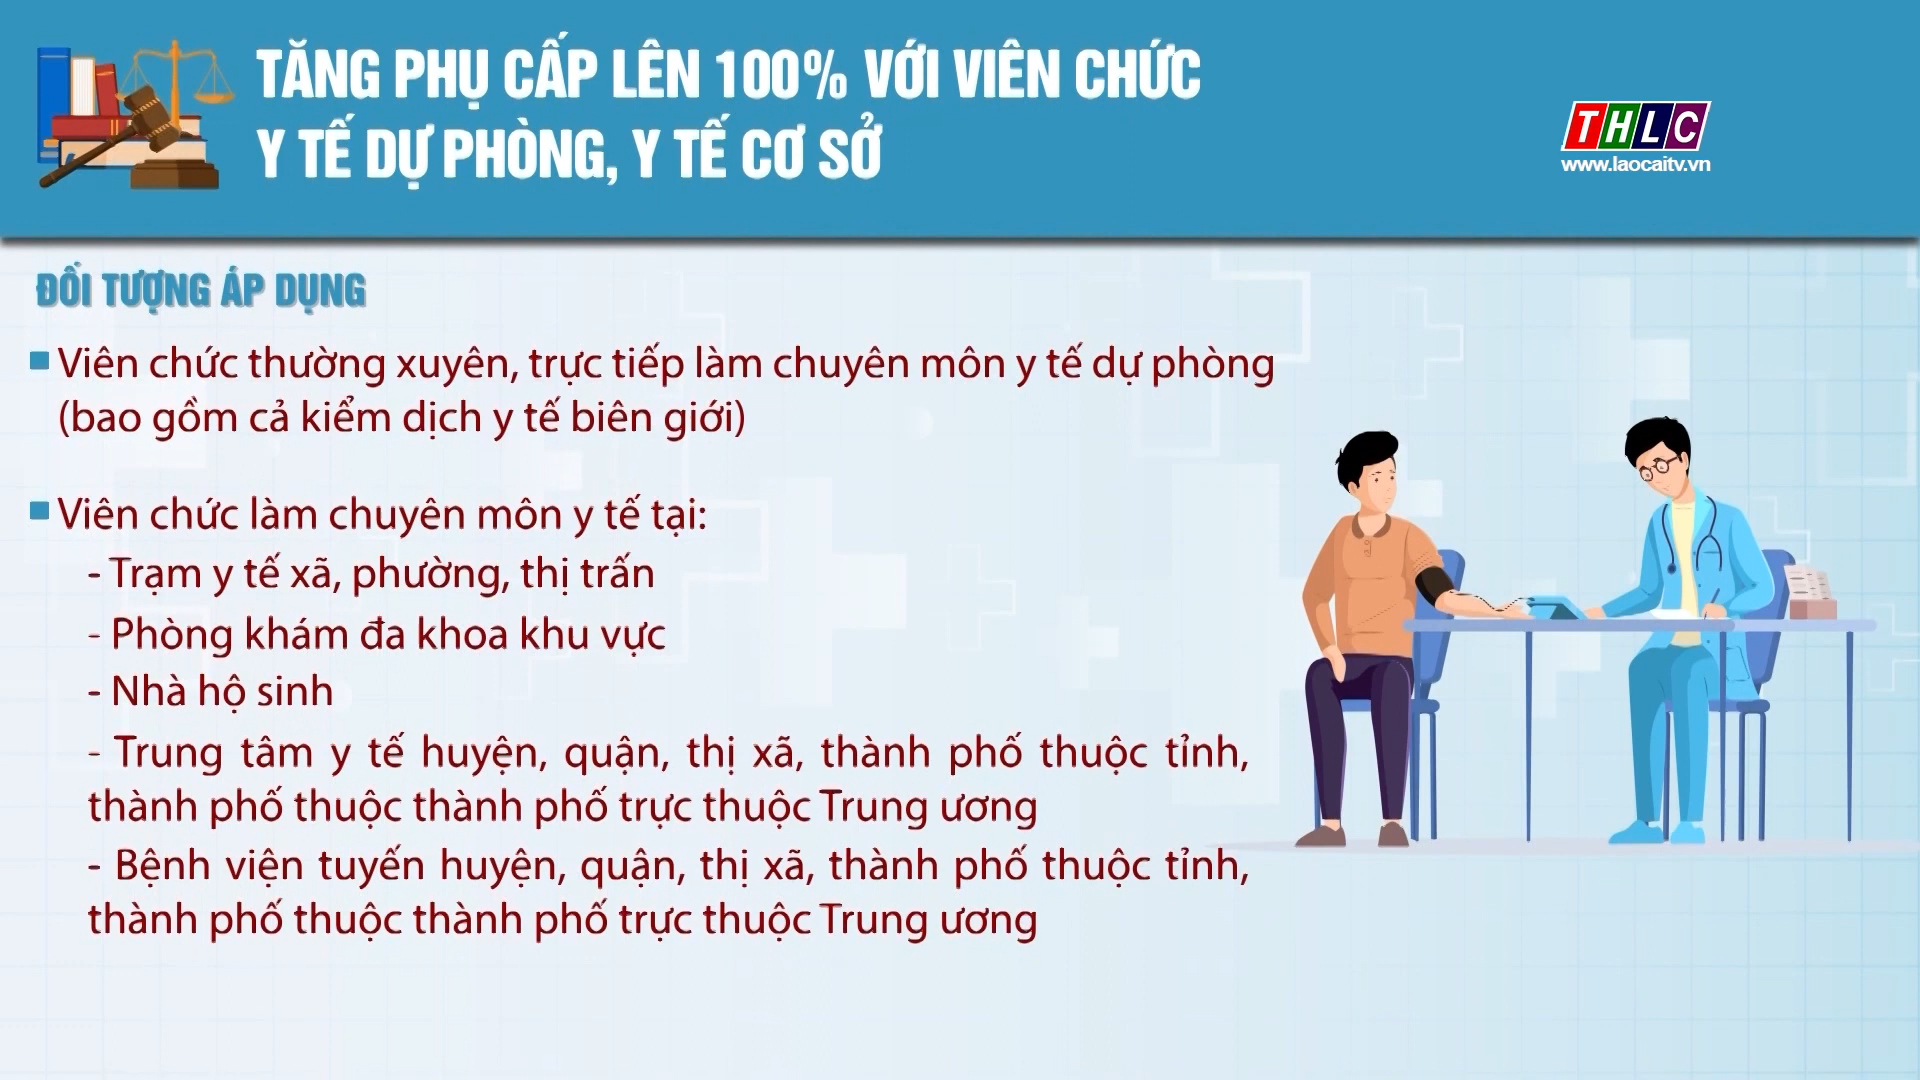 TĂNG PHỤ CẤP LÊN 100% VỚI VIÊN CHỨC
Y TẾ DỰ PHÒNG, Y TẾ CƠ SỞ
THLC
www.laocaitv.vn
ĐỐI TƯỢNG ÁP DỤNG
Viên chức thường xuyên, trực tiếp làm chuyên môn y tế dự phòng
(bao gồm cả kiểm dịch y tế biên giới)
Viên chức làm chuyên môn y tế tại:
- Trạm y tế xã, phường, thị trấn
- Phòng khám đa khoa khu vực
- Nhà hộ sinh
- Trung tâm y tế huyện, quận, thị xã, thành phố thuộc tỉnh,
thành phố thuộc thành phố trực thuộc Trung ương
- Bệnh viện tuyến huyện, quận, thị xã, thành phố thuộc tỉnh,
thành phố thuộc thành phố trực thuộc Trung ương